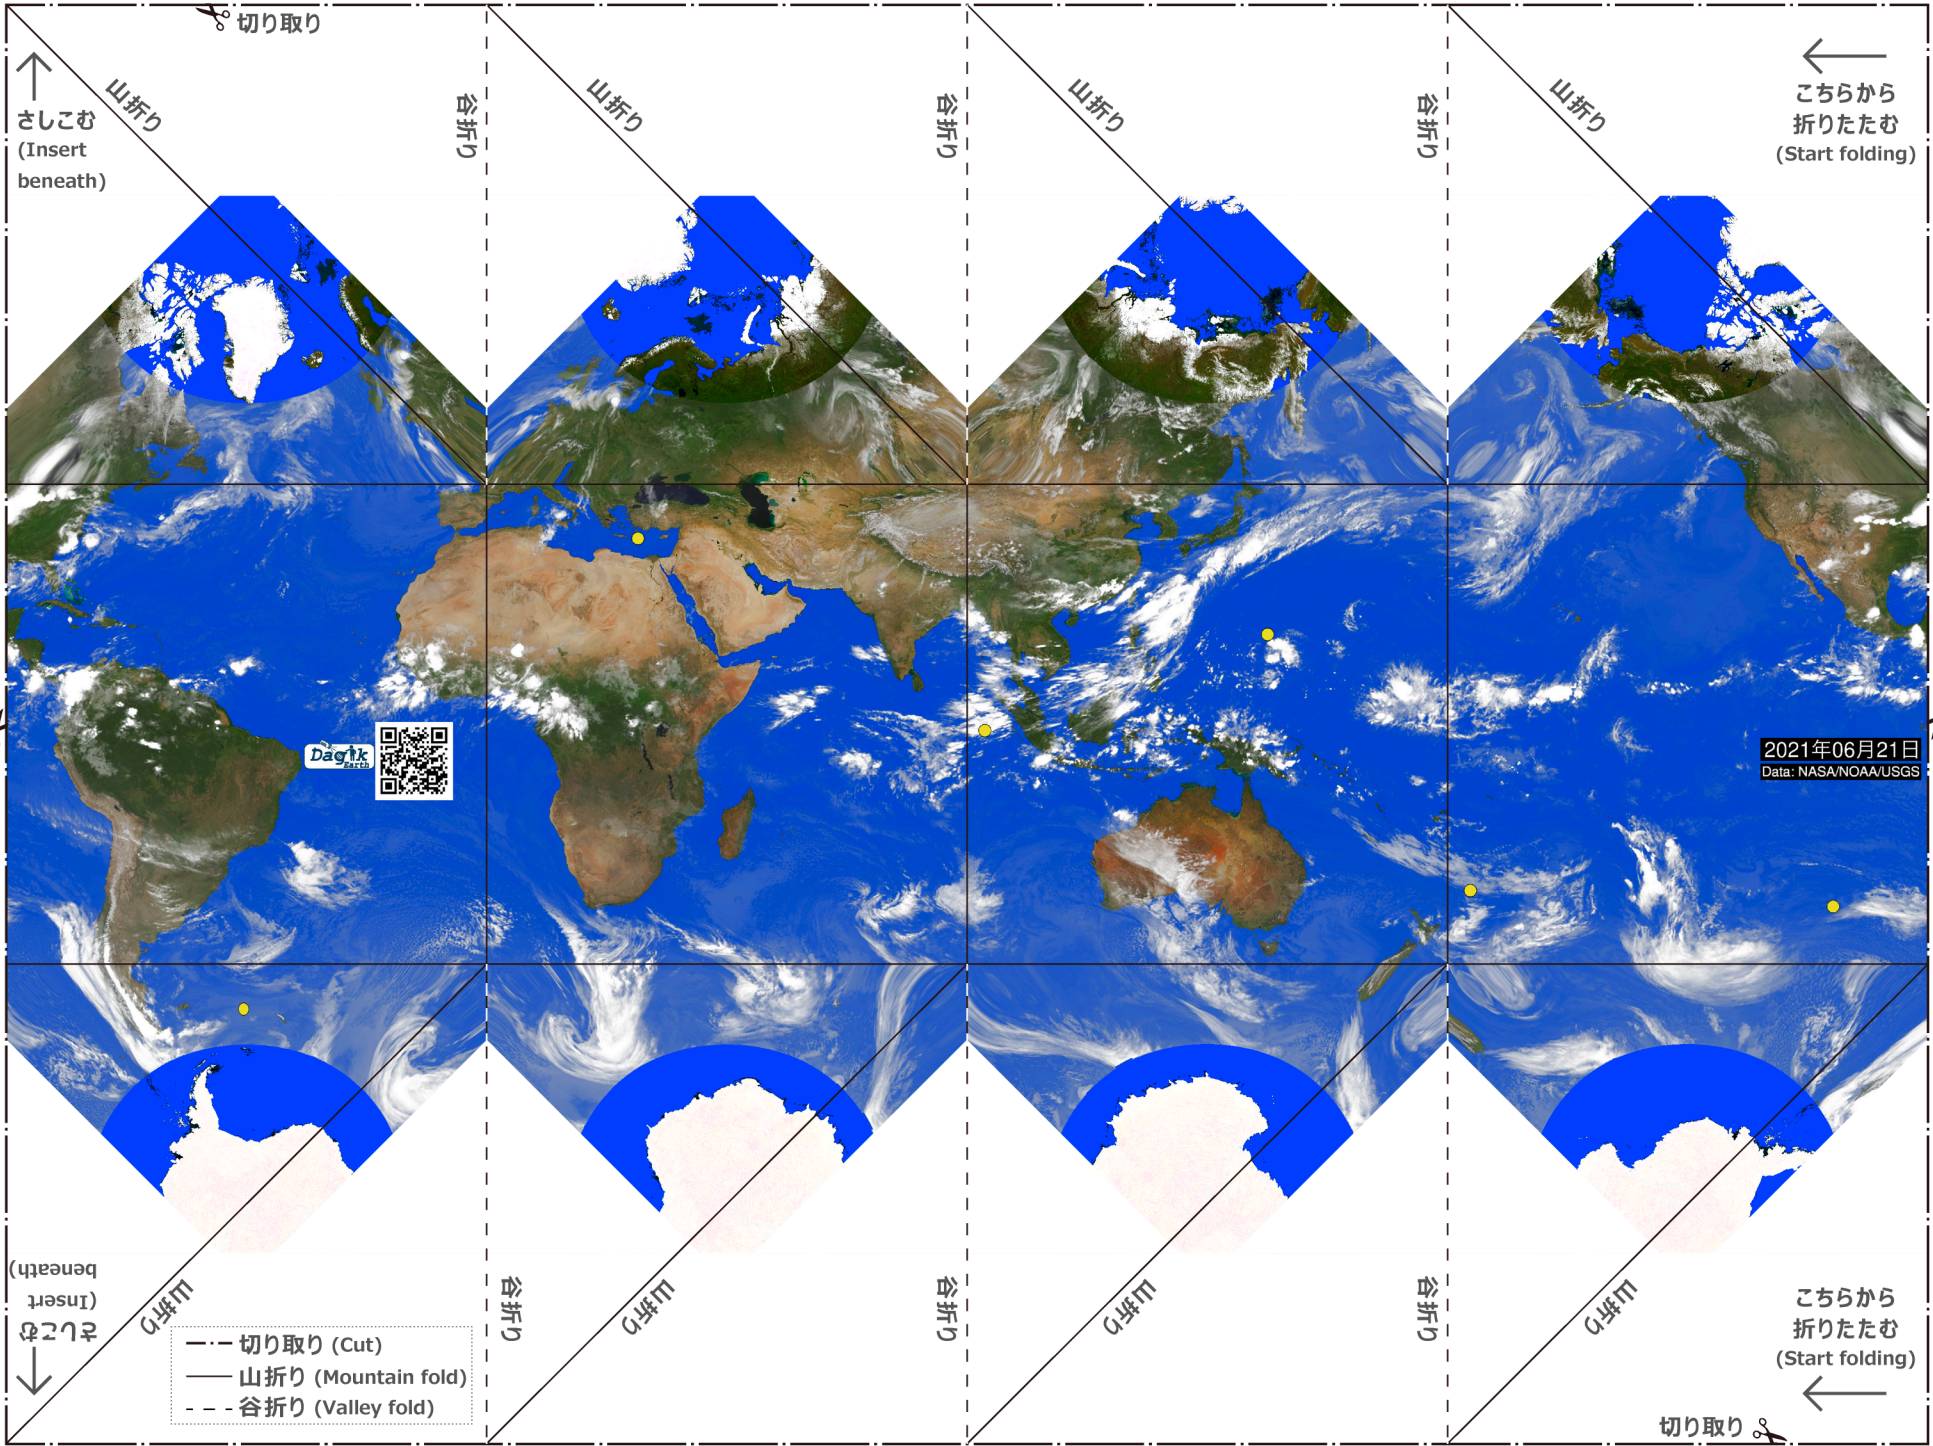 切り取り
山折り
谷折り
山折り
谷折り
山折り
谷折り
山折り
さしこむ
(Insert
beneath)
こちらから
折りたたむ
(Start folding)
Dagik
Earth
2021年06月21日
Data: NASA/NOAA/USGS
さしこむ
(Insert
beneath)
山折り
谷折り
山折り
谷折り
山折り
谷折り
山折り
こちらから
折りたたむ
(Start folding)
切り取り (Cut)
山折り (Mountain fold)
谷折り (Valley fold)
切り取り